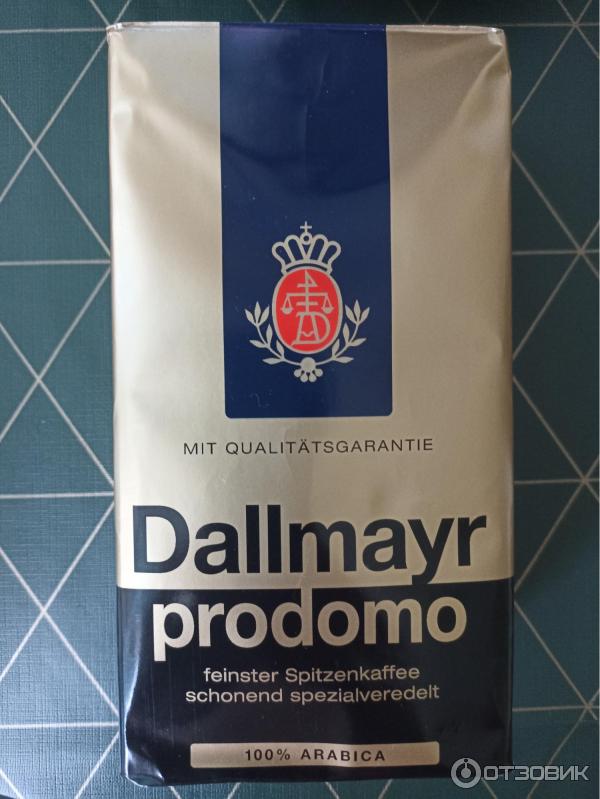 MIT QUALITÄTSGARANTIE
Dallmayr
prodomo
feinster Spitzenkaffee
schonend spezialveredelt
100% ARABICA
ОТЗОВИК